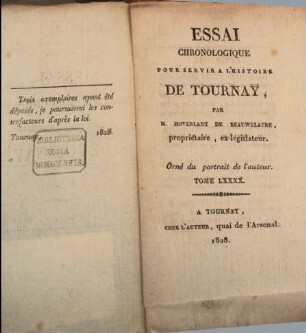 Trois exemplaires ayant été
déposés, je poursuivrai les con-
trefacteurs d'après la loi.
Tournay 1828.
BIBLIOTHECA
REGIA
MONACENSIS.
ESSAI
CHRONOLOGIQUE
POUR SERVIR A L'HISTOIRE
DE TOURNAY,
PAR
M. HOVERLANT DE BEAUWELAERE,
propriétaire, ex-législateur.
Orné du portrait de l'auteur.
TOME LXXXX.
A TOURNAY,
CHEZ L'AUTEUR, quai de l'Arsenal.
1828.